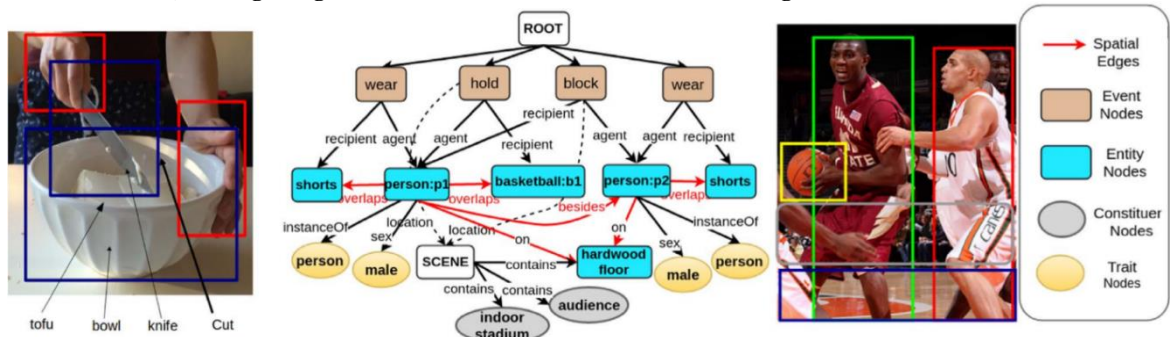 tofu
bowl
knife
Cut
ROOT
wear
hold
block
wear
recipient
agent
agent
recipient
recipient
agent
agent
recipient
shorts
person:p1
basketball:b1
person:p2
shorts
overlaps
overlaps
besides
overlaps
instanceOf
sex
location
location
on
on
sex
instanceOf
person
male
SCENE
contains
hardwood
floor
male
person
contains
contains
audience
indoor
stadium
STATE
Canes
Spatial
Edges
Event
Nodes
Entity
Nodes
Constituer
Nodes
Trait
Nodes